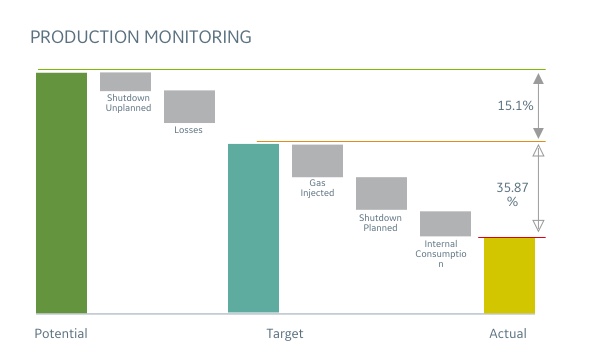 PRODUCTION MONITORING
Shutdown
Unplanned
Losses
15.1%
Gas
Injected
Shutdown
Planned
Internal
Consumptio
n
35.87
%
Potential
Target
Actual